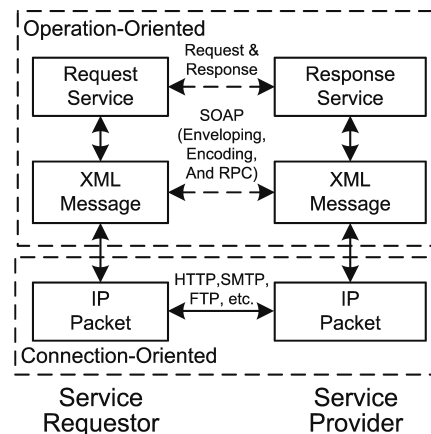 Operation-Oriented
Request
Service
Request &
Response
Response
Service
SOAP
(Enveloping,
Encoding,
And RPC)
XML
Message
XML
Message
IP
Packet
HTTP,SMTP,
FTP, etc.
IP
Packet
Connection-Oriented
Service
Requestor
Service
Provider